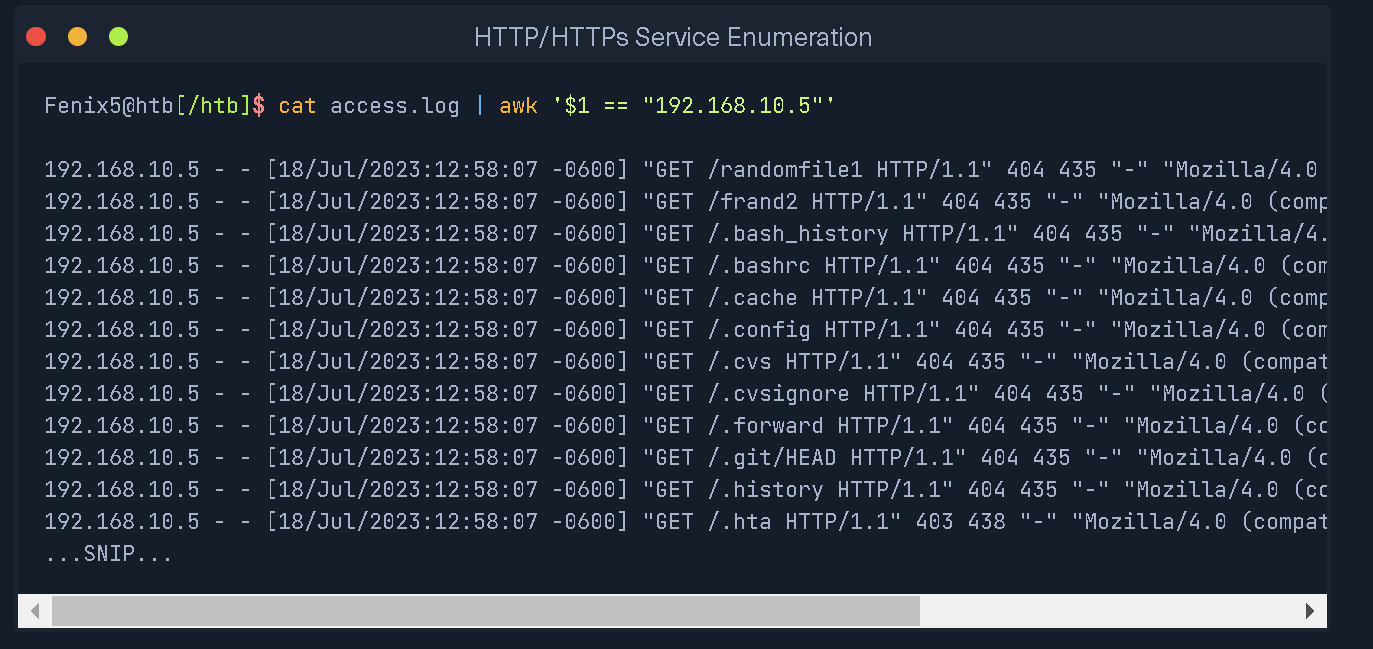 HTTP/HTTPs Service Enumeration
Fenix5@htb[/htb]$ cat access.log | awk '$1 == "192.168.10.5"'
192.168.10.5 - - [18/Jul/2023:12:58:07 -0600] "GET /randomfile1 HTTP/1.1" 404 435 "-" "Mozilla/4.0
192.168.10.5 - - [18/Jul/2023:12:58:07 -0600] "GET /frand2 HTTP/1.1" 404 435 "-" "Mozilla/4.0 (comp
192.168.10.5 - - [18/Jul/2023:12:58:07 -0600] "GET /.bash_history HTTP/1.1" 404 435 "-" "Mozilla/4.
192.168.10.5 - - [18/Jul/2023:12:58:07 -0600] "GET /.bashrc HTTP/1.1" 404 435 "-" "Mozilla/4.0 (com
192.168.10.5 - - [18/Jul/2023:12:58:07 -0600] "GET /.cache HTTP/1.1" 404 435 "-" "Mozilla/4.0 (comp
192.168.10.5 - - [18/Jul/2023:12:58:07 -0600] "GET /.config HTTP/1.1" 404 435 "-" "Mozilla/4.0 (com
192.168.10.5 - - [18/Jul/2023:12:58:07 -0600] "GET /.cvs HTTP/1.1" 404 435 "-" "Mozilla/4.0 (compat
192.168.10.5 - - [18/Jul/2023:12:58:07 -0600] "GET /.cvsignore HTTP/1.1" 404 435 "-" "Mozilla/4.0 (
192.168.10.5 - - [18/Jul/2023:12:58:07 -0600] "GET /.forward HTTP/1.1" 404 435 "-" "Mozilla/4.0 (co
192.168.10.5 - - [18/Jul/2023:12:58:07 -0600] "GET /.git/HEAD HTTP/1.1" 404 435 "-" "Mozilla/4.0 (c
192.168.10.5 - - [18/Jul/2023:12:58:07 -0600] "GET /.history HTTP/1.1" 404 435 "-" "Mozilla/4.0 (co
192.168.10.5 - - [18/Jul/2023:12:58:07 -0600] "GET /.hta HTTP/1.1" 403 438 "-" "Mozilla/4.0 (compat
...SNIP...